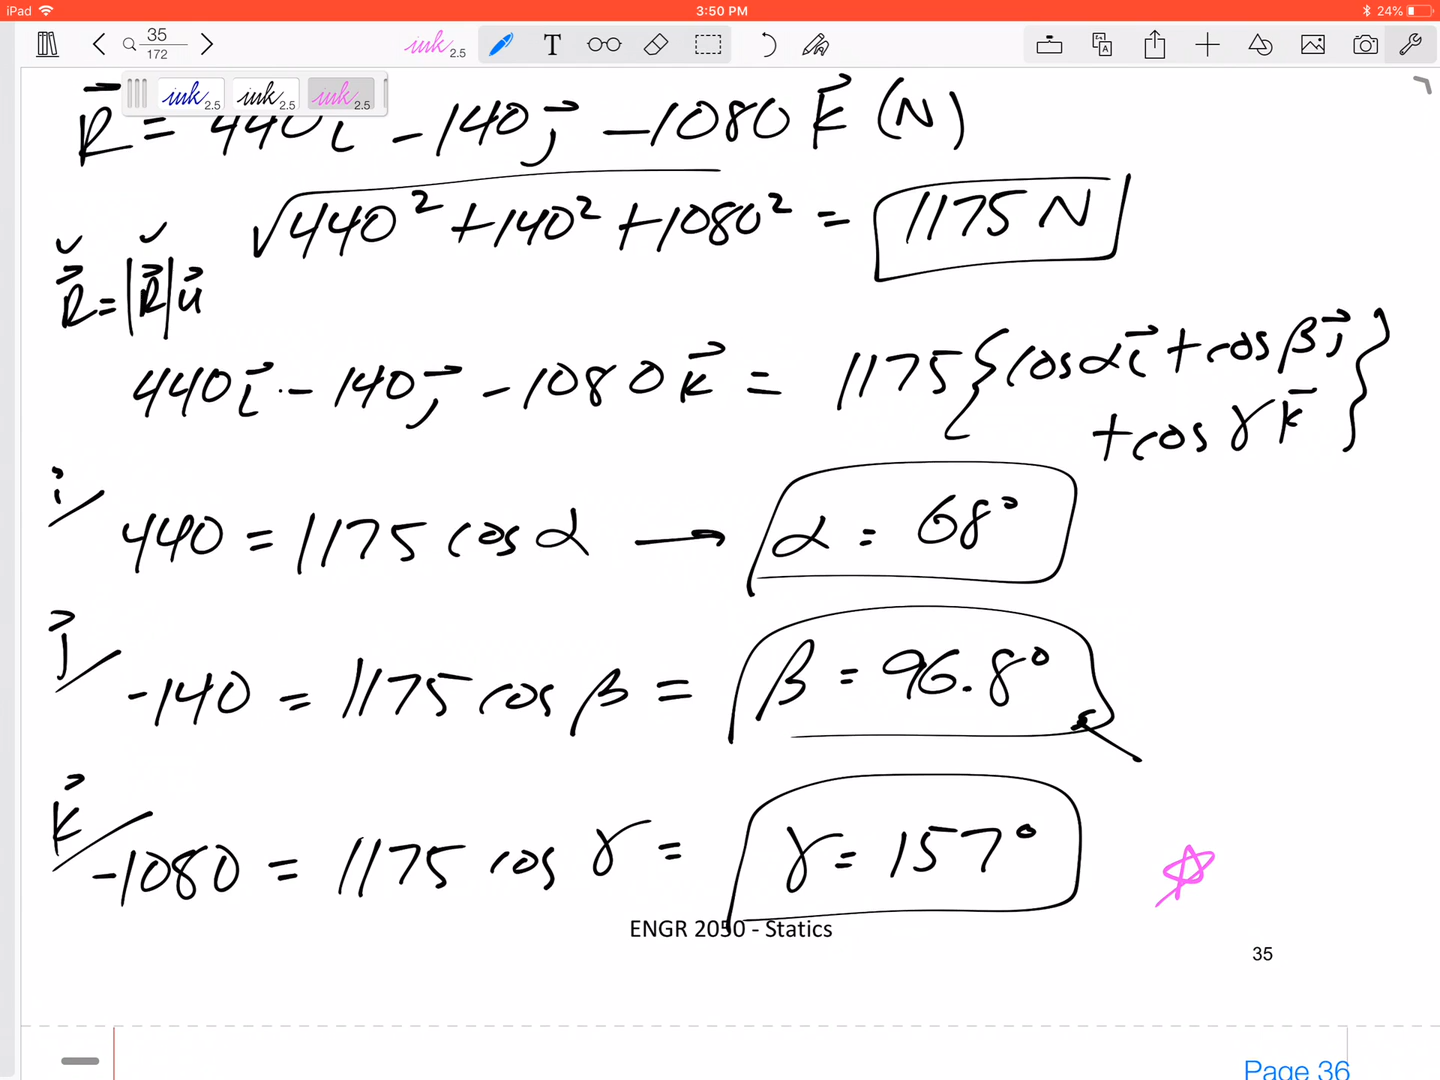 iPad 3:50 PM 24%
35
172
ink 2.5 T
ink 2.5 ink 2.5 ink 2.5
R⃗ = 440i⃗ - 140j⃗ - 1080k⃗ (N)
√440² + 140² + 1080² = 1175 N
R⃗ = |R⃗|u⃗
440i⃗ - 140j⃗ - 1080k⃗ = 1175{cos α i⃗ + cos β j⃗
+ cos γ k⃗}
i⃗/
440 = 1175 cos α → α = 68°
j⃗/
-140 = 1175 cos β = β = 96.8°
k⃗/
-1080 = 1175 cos γ = γ = 157°
ENGR 2050 - Statics
35
Page 36